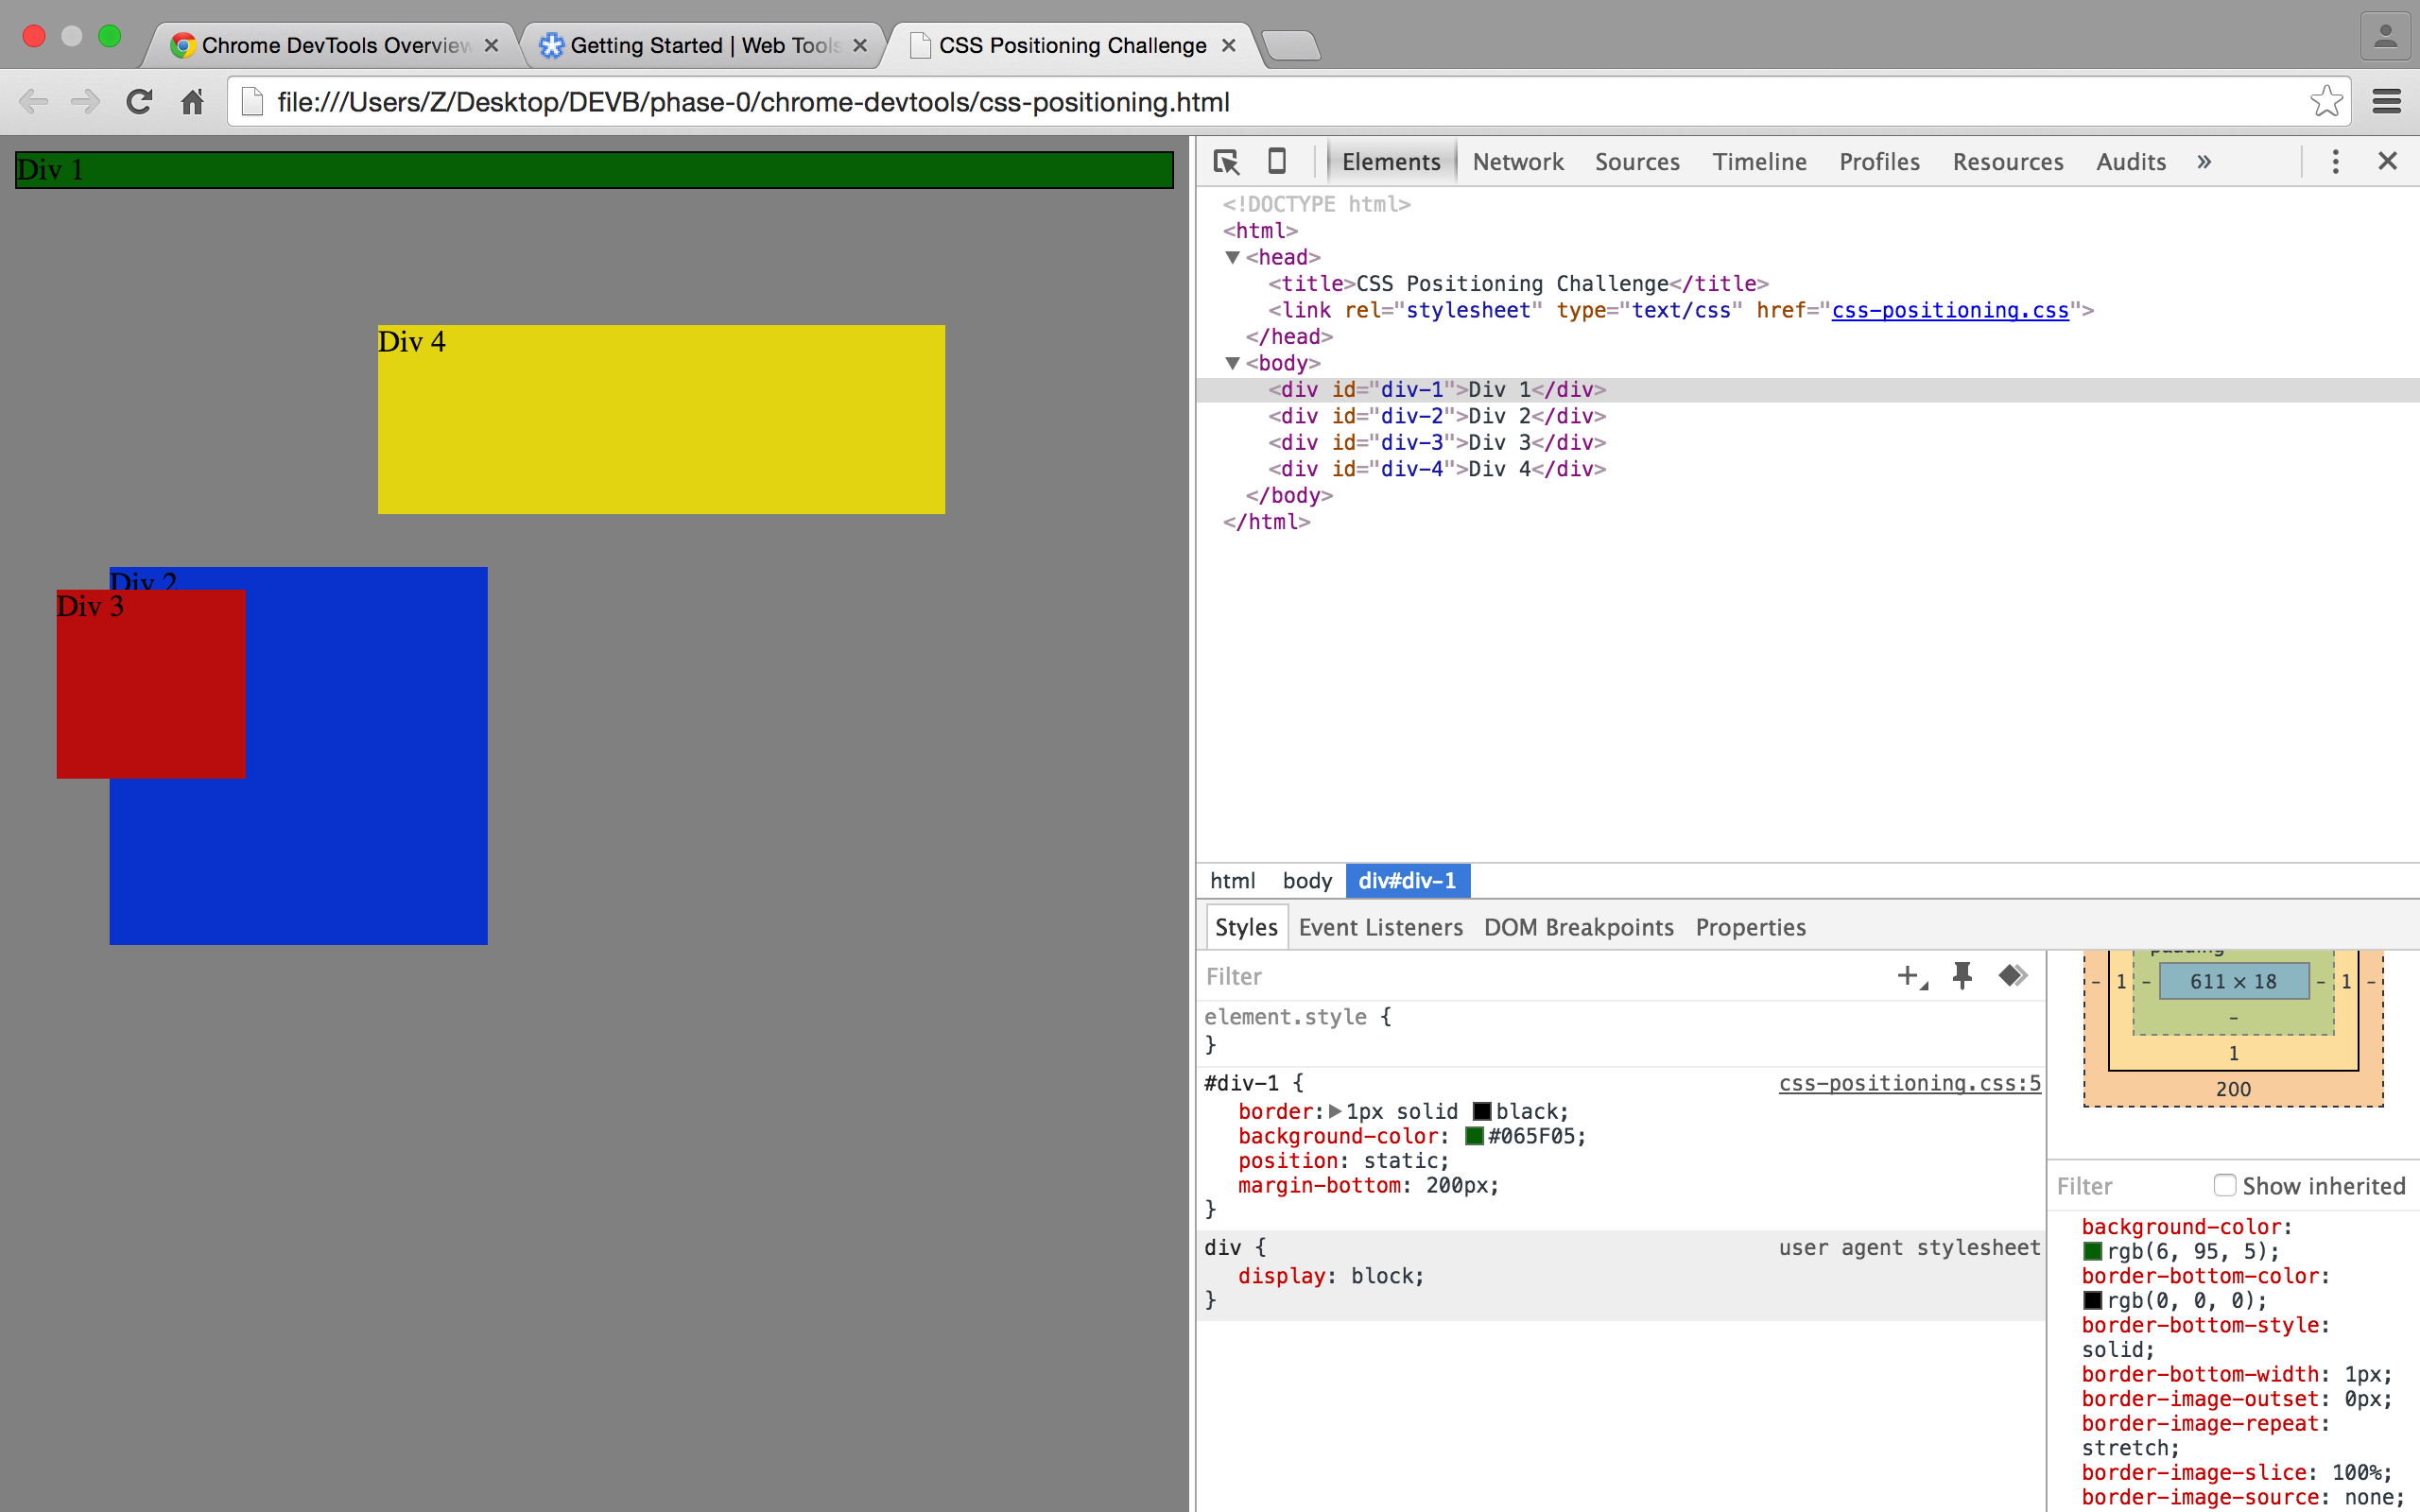 Chrome DevTools Overview
Getting Started | Web Tools
CSS Positioning Challenge
file:///Users/Z/Desktop/DEVB/phase-0/chrome-devtools/css-positioning.html
Div 1
Div 4
Div 2
Div 3
Elements Network Sources Timeline Profiles Resources Audits »
<!DOCTYPE html>
<html>
▼<head>
<title>CSS Positioning Challenge</title>
<link rel="stylesheet" type="text/css" href="css-positioning.css">
</head>
▼<body>
<div id="div-1">Div 1</div>
<div id="div-2">Div 2</div>
<div id="div-3">Div 3</div>
<div id="div-4">Div 4</div>
</body>
</html>
html body div#div-1
Styles Event Listeners DOM Breakpoints Properties
Filter
element.style {
}
#div-1 { css-positioning.css:5
border:▶1px solid black;
background-color: #065F05;
position: static;
margin-bottom: 200px;
}
div { user agent stylesheet
display: block;
}
padding
- 1 - 611 × 18 - 1 -
-
1
200
Filter Show inherited
background-color:
rgb(6, 95, 5);
border-bottom-color:
rgb(0, 0, 0);
border-bottom-style:
solid;
border-bottom-width: 1px;
border-image-outset: 0px;
border-image-repeat:
stretch;
border-image-slice: 100%;
border-image-source: none;